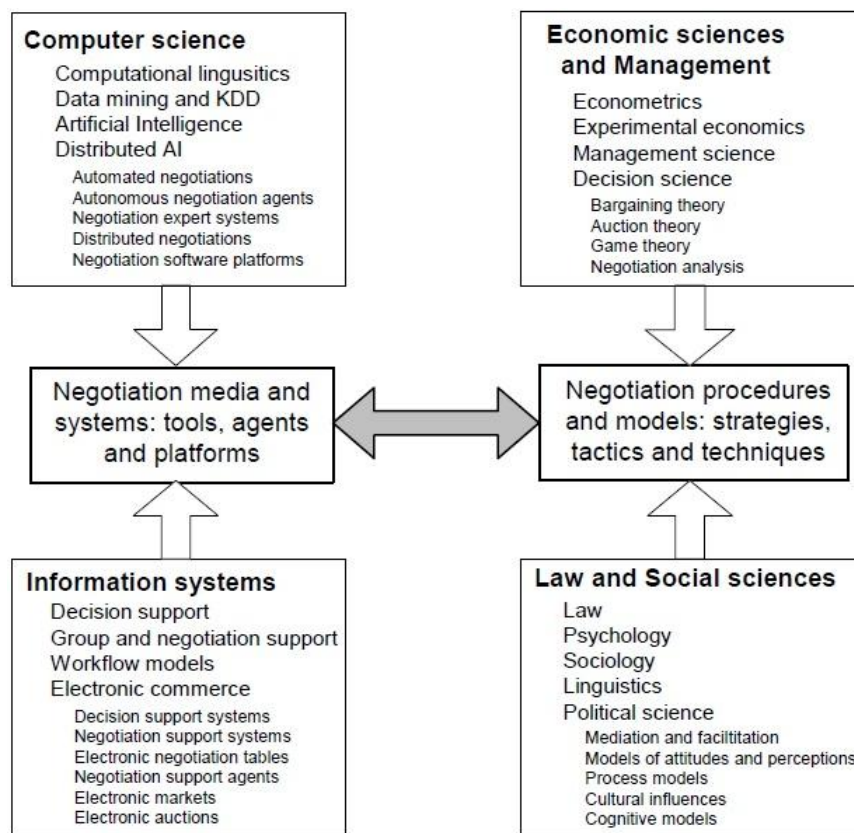 Computer science
Computational lingusitics
Data mining and KDD
Artificial Intelligence
Distributed AI
Automated negotiations
Autonomous negotiation agents
Negotiation expert systems
Distributed negotiations
Negotiation software platforms
Economic sciences
and Management
Econometrics
Experimental economics
Management science
Decision science
Bargaining theory
Auction theory
Game theory
Negotiation analysis
Negotiation media and
systems: tools, agents
and platforms
Negotiation procedures
and models: strategies,
tactics and techniques
Information systems
Decision support
Group and negotiation support
Workflow models
Electronic commerce
Decision support systems
Negotiation support systems
Electronic negotiation tables
Negotiation support agents
Electronic markets
Electronic auctions
Law and Social sciences
Law
Psychology
Sociology
Linguistics
Political science
Mediation and faciltitation
Models of attitudes and perceptions
Process models
Cultural influences
Cognitive models